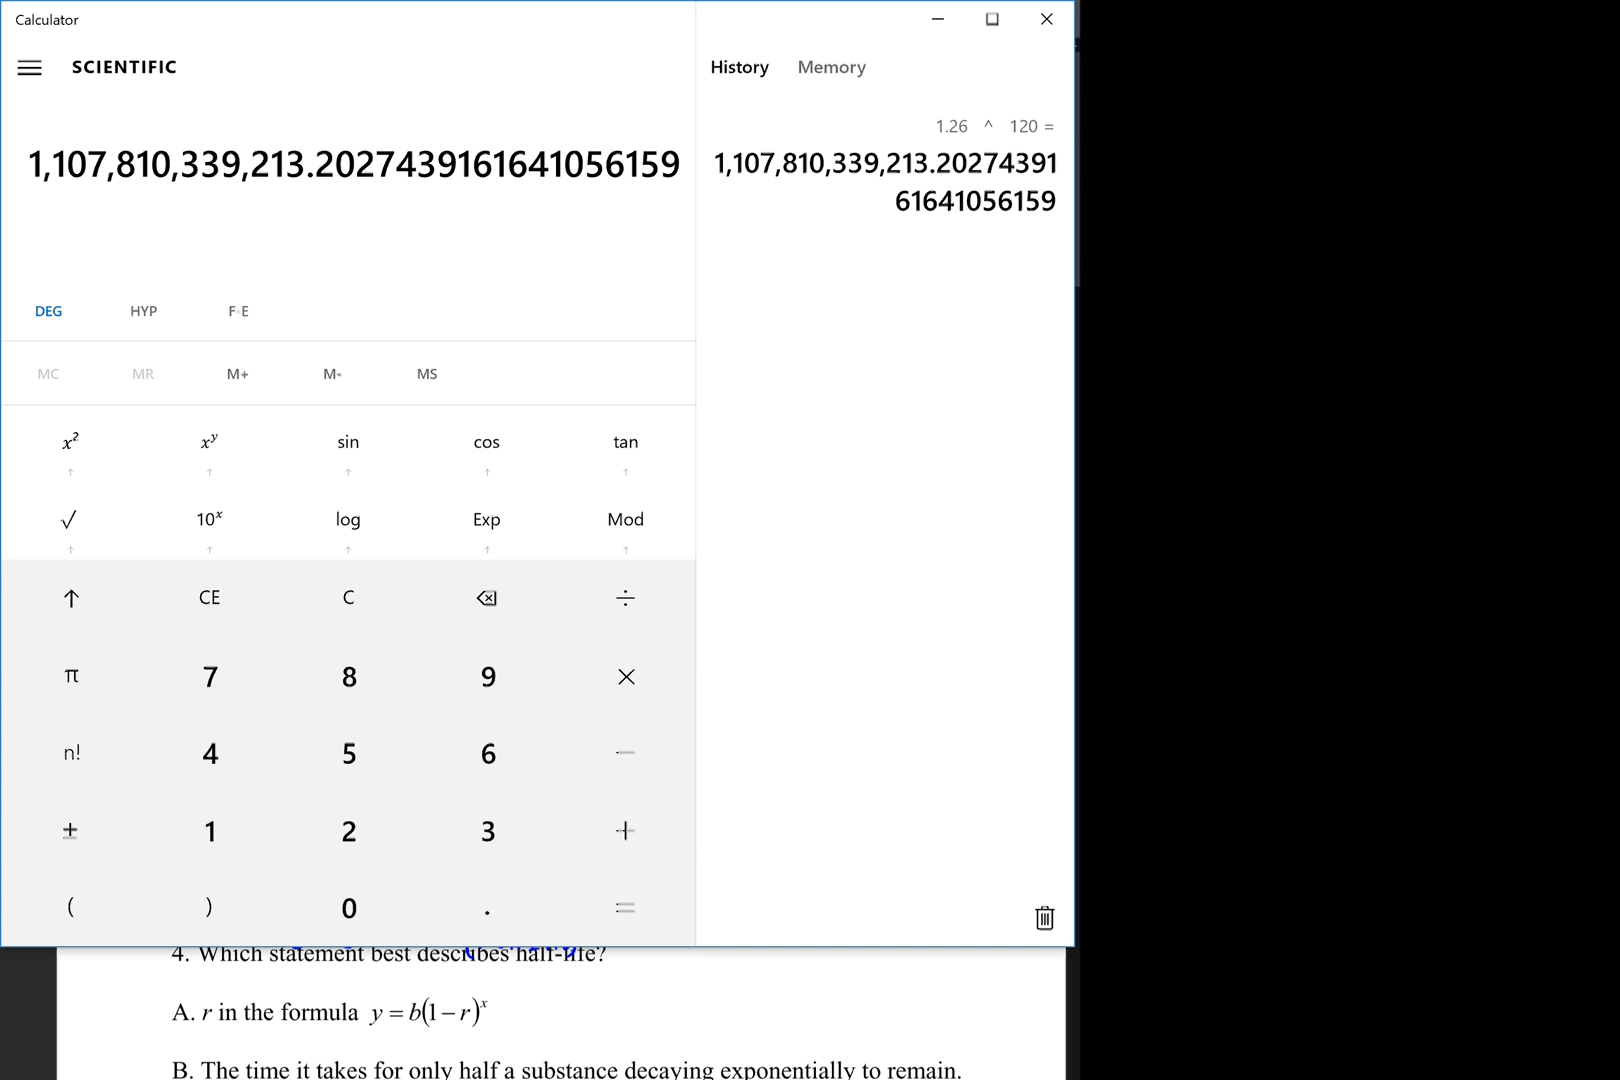 Calculator
SCIENTIFIC
History Memory
1.26 ^ 120 =
1,107,810,339,213.20274391
61641056159
1,107,810,339,213.2027439161641056159
DEG HYP F-E
MC MR M+ M- MS
x² xʸ sin cos tan
↑ ↑ ↑ ↑ ↑
√ 10ˣ log Exp Mod
↑ ↑ ↑ ↑ ↑
↑ CE C ÷
π 7 8 9 ×
n! 4 5 6 −
± 1 2 3 +
( ) 0 . =
4. Which statement best describes half-life?
A. r in the formula y = b(1 − r)ˣ
B. The time it takes for only half a substance decaying exponentially to remain.